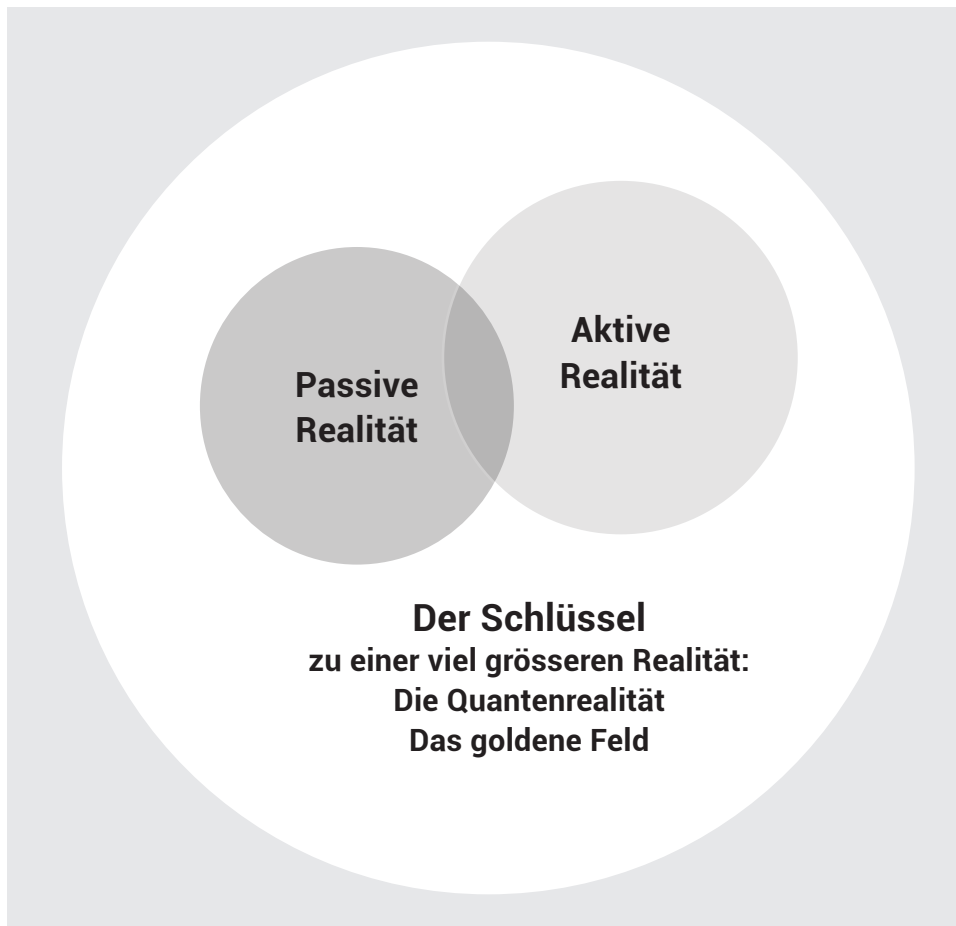 Passive
Realität
Aktive
Realität
Der Schlüssel
zu einer viel grösseren Realität:
Die Quantenrealität
Das goldene Feld